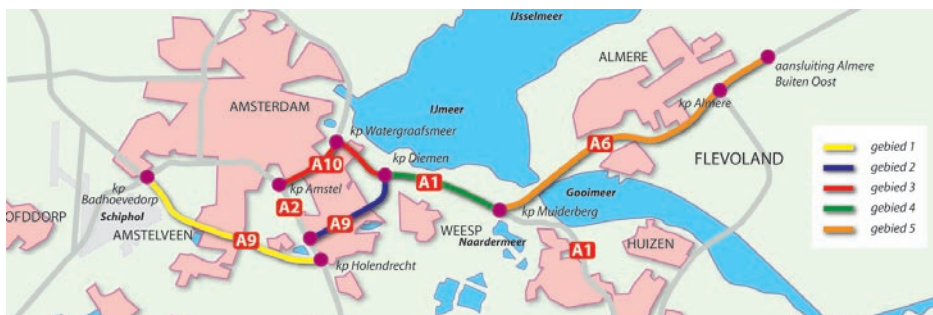 IJsselmeer
ALMERE
aansluiting Almere
Buiten Oost
kp Almere
AMSTERDAM
IJmeer
kp Watergraafsmeer
A6
gebied 1
gebied 2
gebied 3
gebied 4
gebied 5
FLEVOLAND
kp Diemen
A10
A1
kp
Badhoevedorp
kp Amstel
Gooimeer
A2
kp Muiderberg
OFDDORP
Schiphol
AMSTELVEEN
A9
A9
WEESP
Naardermeer
A1
HUIZEN
kp Holendrecht